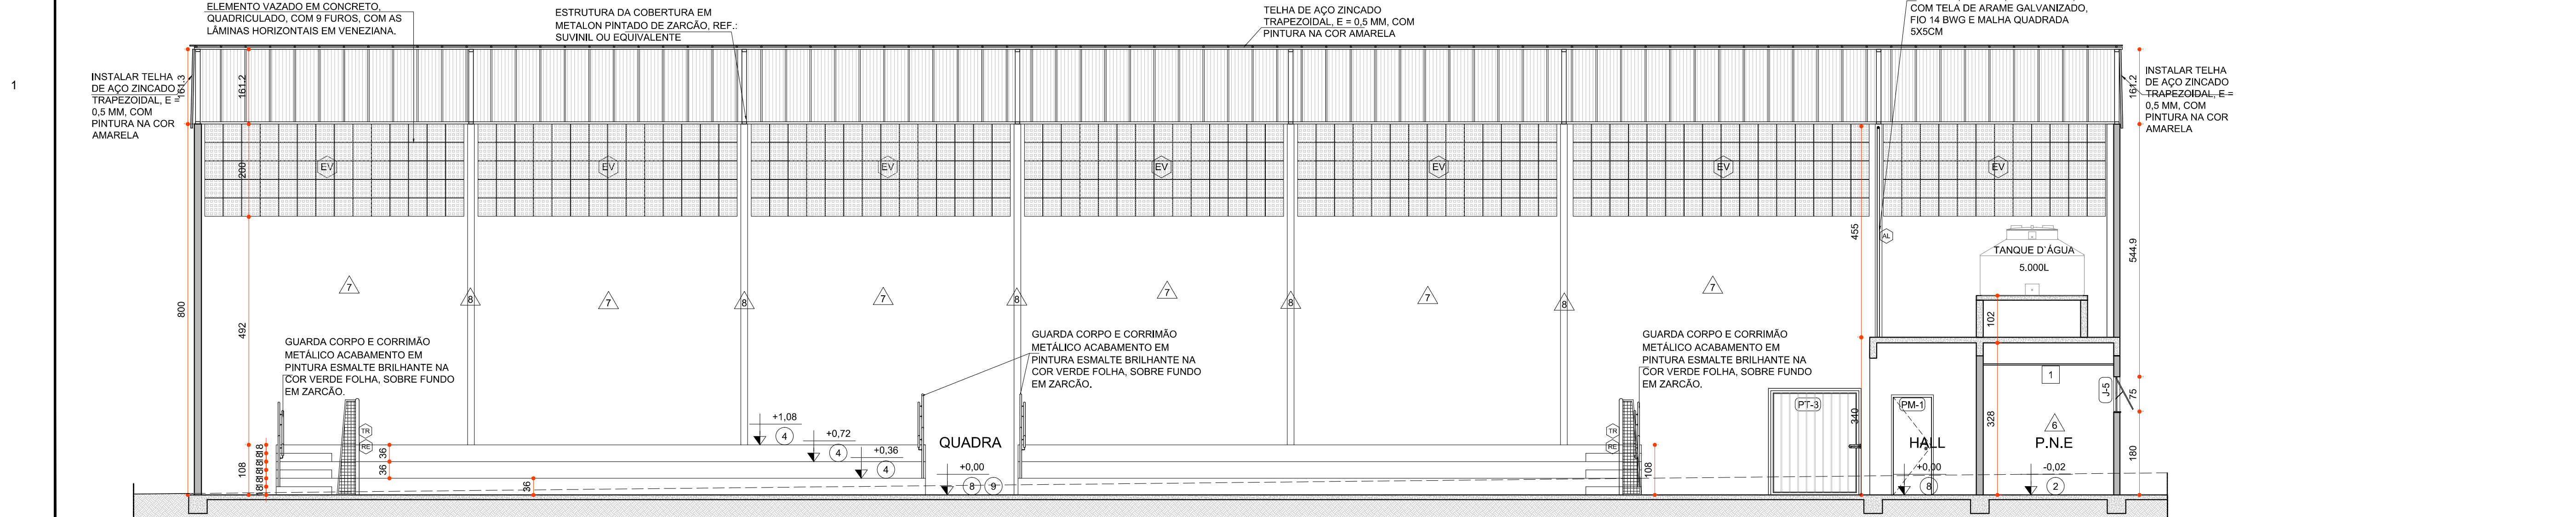 ELEMENTO VAZADO EM CONCRETO,
QUADRICULADO, COM 9 FUROS, COM AS
LÂMINAS HORIZONTAIS EM VENEZIANA.
ESTRUTURA DA COBERTURA EM
METALON PINTADO DE ZARCÃO, REF.:
SUVINIL OU EQUIVALENTE
TELHA DE AÇO ZINCADO
TRAPEZOIDAL, E = 0,5 MM, COM
PINTURA NA COR AMARELA
COM TELA DE ARAME GALVANIZADO,
FIO 14 BWG E MALHA QUADRADA
5X5CM
1
INSTALAR TELHA
DE AÇO ZINCADO
TRAPEZOIDAL, E =
0,5 MM, COM
PINTURA NA COR
AMARELA
161,3
161,2
161,2
INSTALAR TELHA
DE AÇO ZINCADO
TRAPEZOIDAL, E =
0,5 MM, COM
PINTURA NA COR
AMARELA
200
EV
EV
EV
EV
EV
EV
EV
455
AL
TANQUE D'ÁGUA
5.000L
544.9
7
8
7
8
7
8
7
8
7
8
7
800
492
102
GUARDA CORPO E CORRIMÃO
METÁLICO ACABAMENTO EM
PINTURA ESMALTE BRILHANTE NA
COR VERDE FOLHA, SOBRE FUNDO
EM ZARCÃO.
GUARDA CORPO E CORRIMÃO
METÁLICO ACABAMENTO EM
PINTURA ESMALTE BRILHANTE NA
COR VERDE FOLHA, SOBRE FUNDO
EM ZARCÃO.
GUARDA CORPO E CORRIMÃO
METÁLICO ACABAMENTO EM
PINTURA ESMALTE BRILHANTE NA
COR VERDE FOLHA, SOBRE FUNDO
EM ZARCÃO.
1
J-5
75
PT-3
340
PM-1
328
6
TR
RE
TR
RE
+1,08
4
+0,72
4
+0,36
4
QUADRA
+0,00
8 9
HALL
+0,00
8
P.N.E
-0,02
2
180
108
18
18
18
18
18
18
36
36
36
108